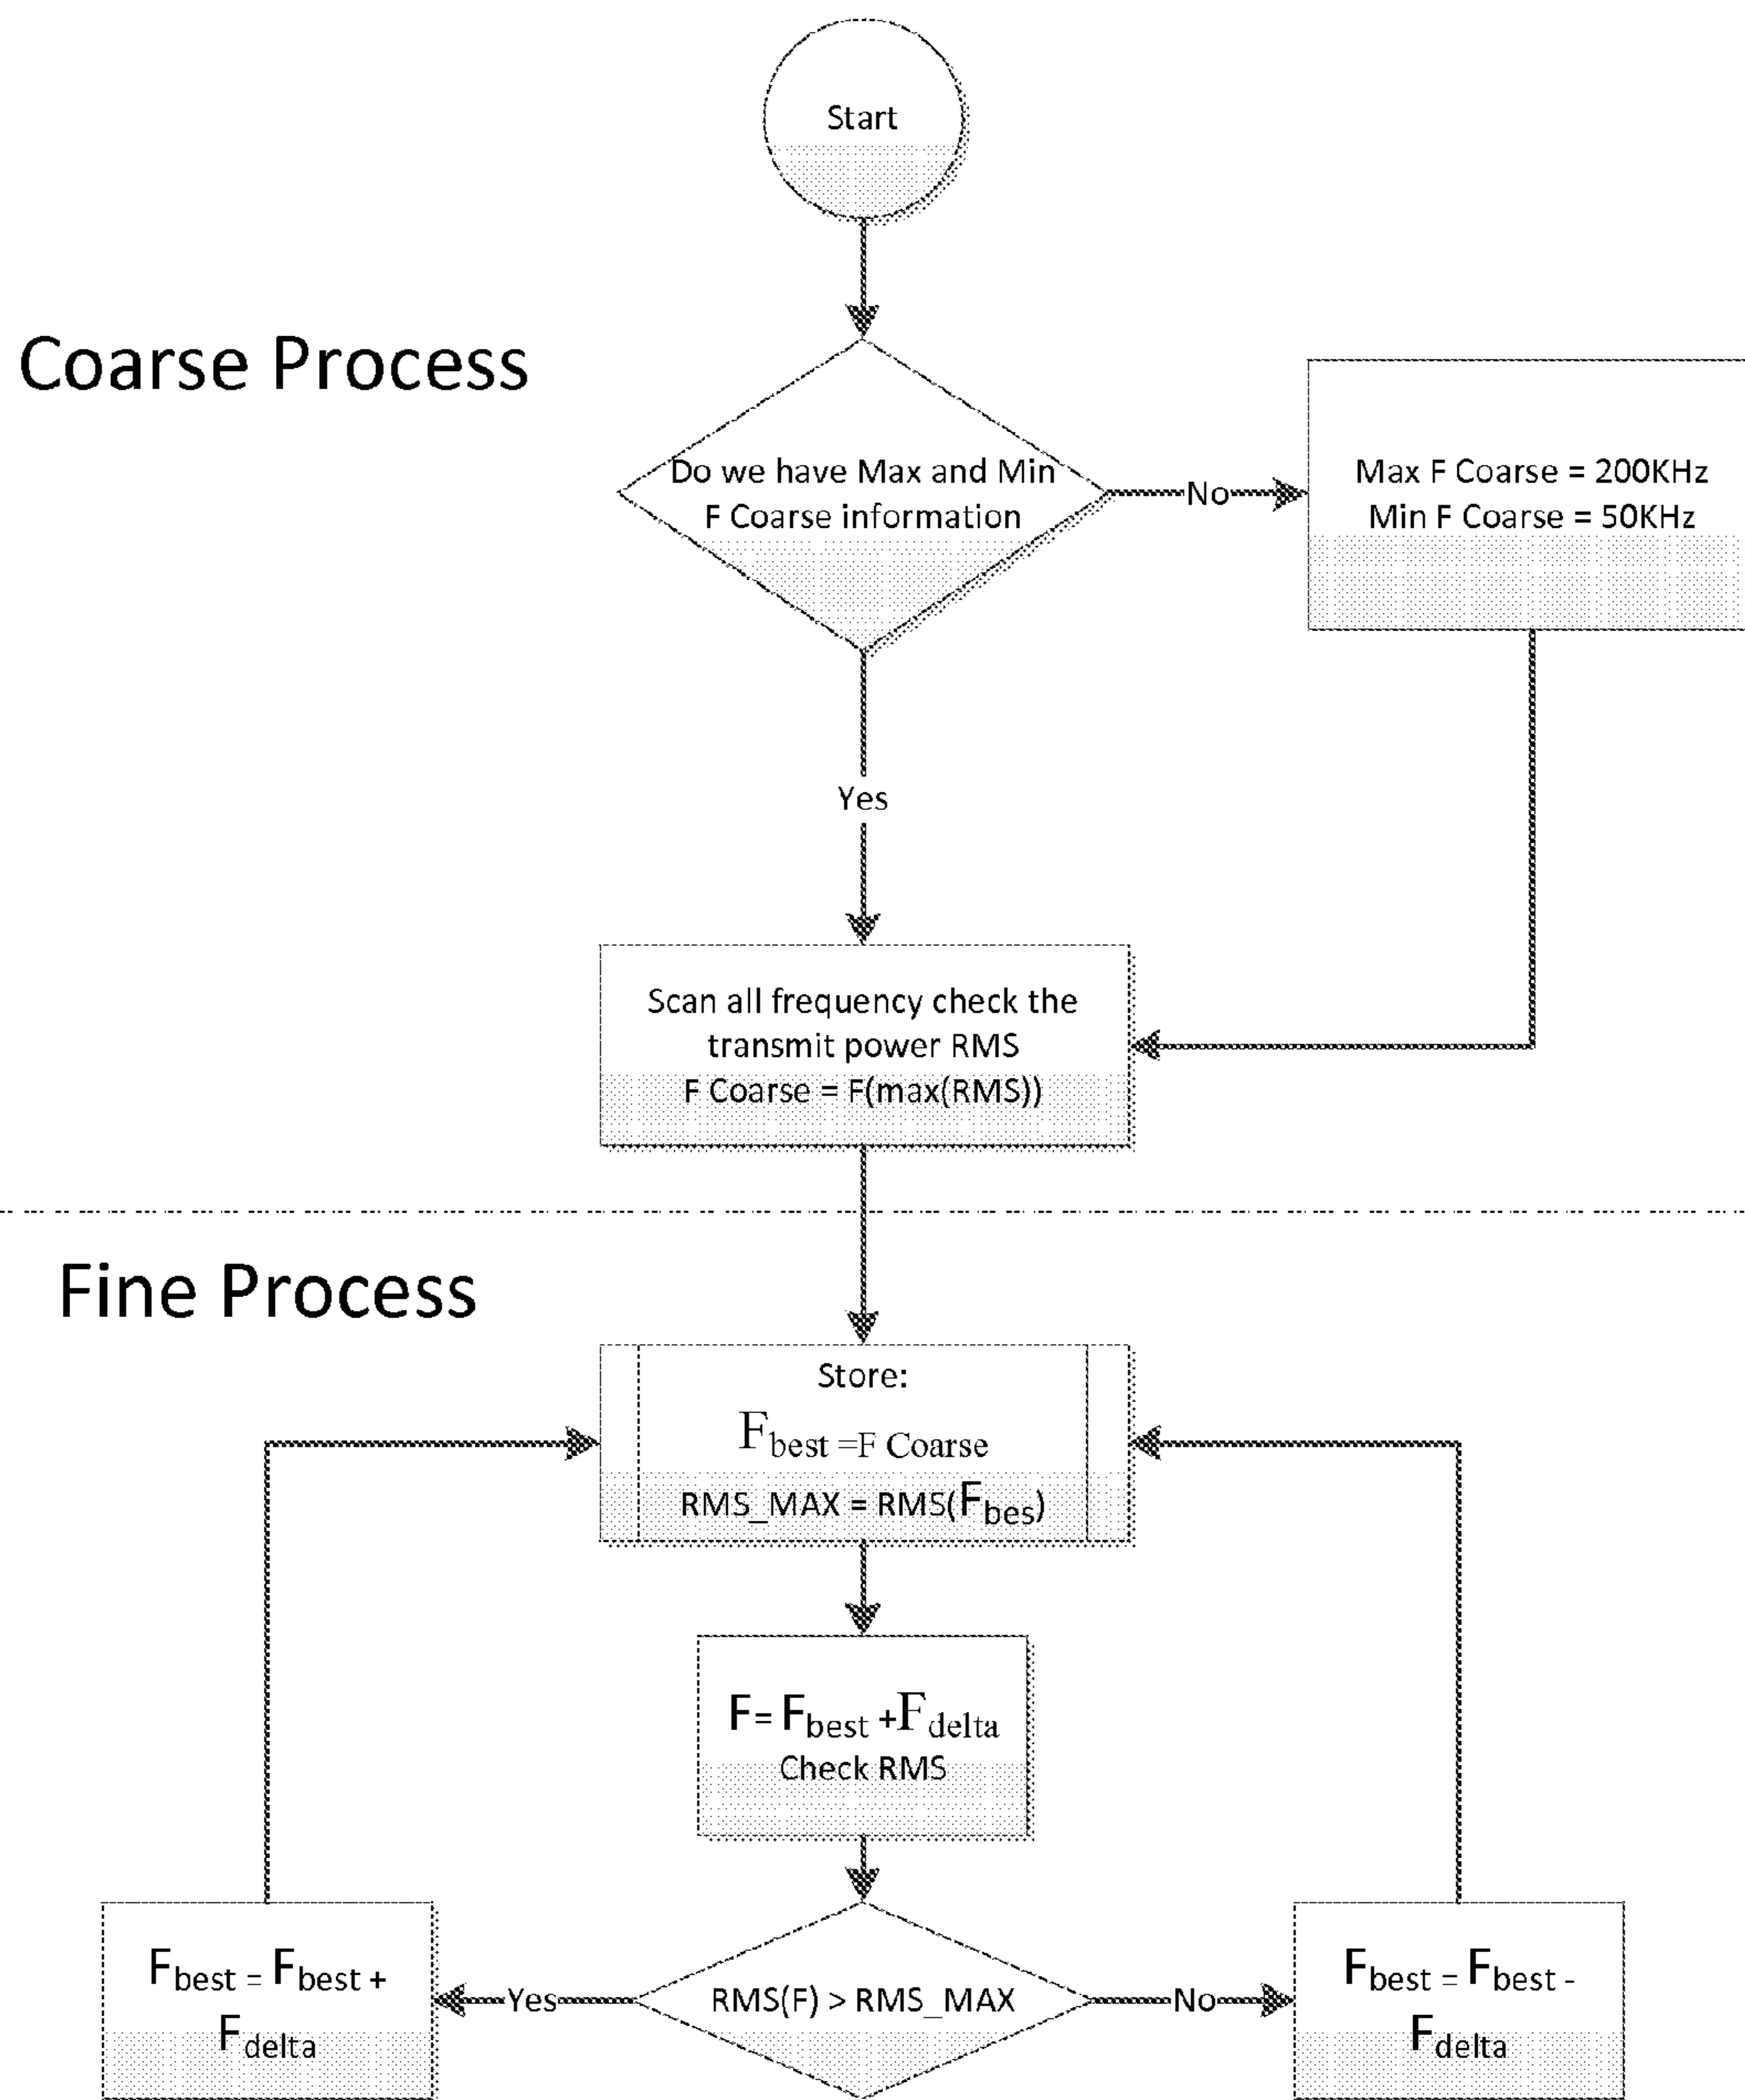 Start
Coarse Process
Do we have Max and Min
F Coarse information
No
Max F Coarse = 200KHz
Min F Coarse = 50KHz
Yes
Scan all frequency check the
transmit power RMS
F Coarse = F(max(RMS))
Fine Process
Store:
Fbest =F Coarse
RMS_MAX = RMS(Fbes)
F= Fbest +Fdelta
Check RMS
Fbest = Fbest +
Fdelta
Yes
RMS(F) > RMS_MAX
No
Fbest = Fbest -
Fdelta